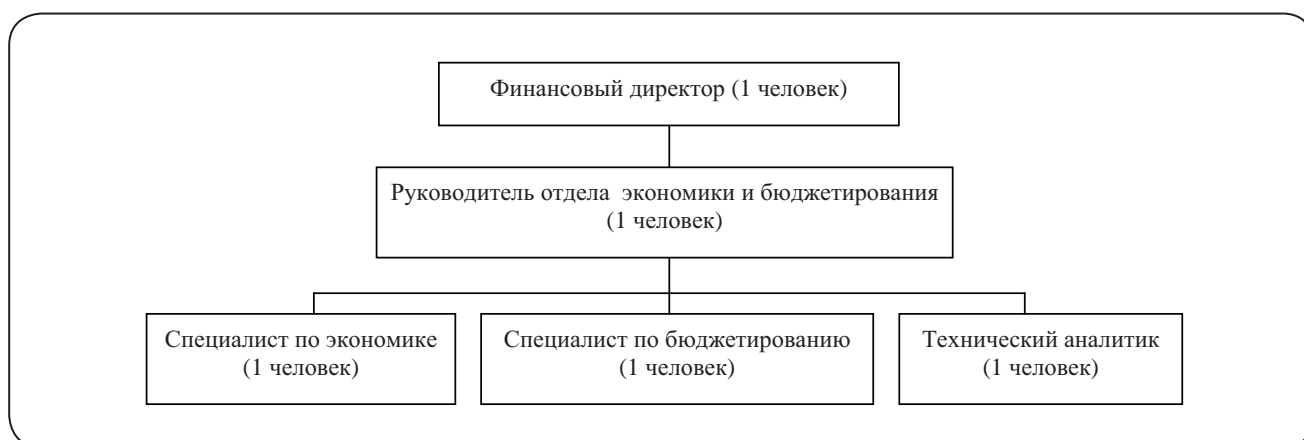 Финансовый директор (1 человек)
Руководитель отдела экономики и бюджетирования
(1 человек)
Специалист по экономике
(1 человек)
Специалист по бюджетированию
(1 человек)
Технический аналитик
(1 человек)